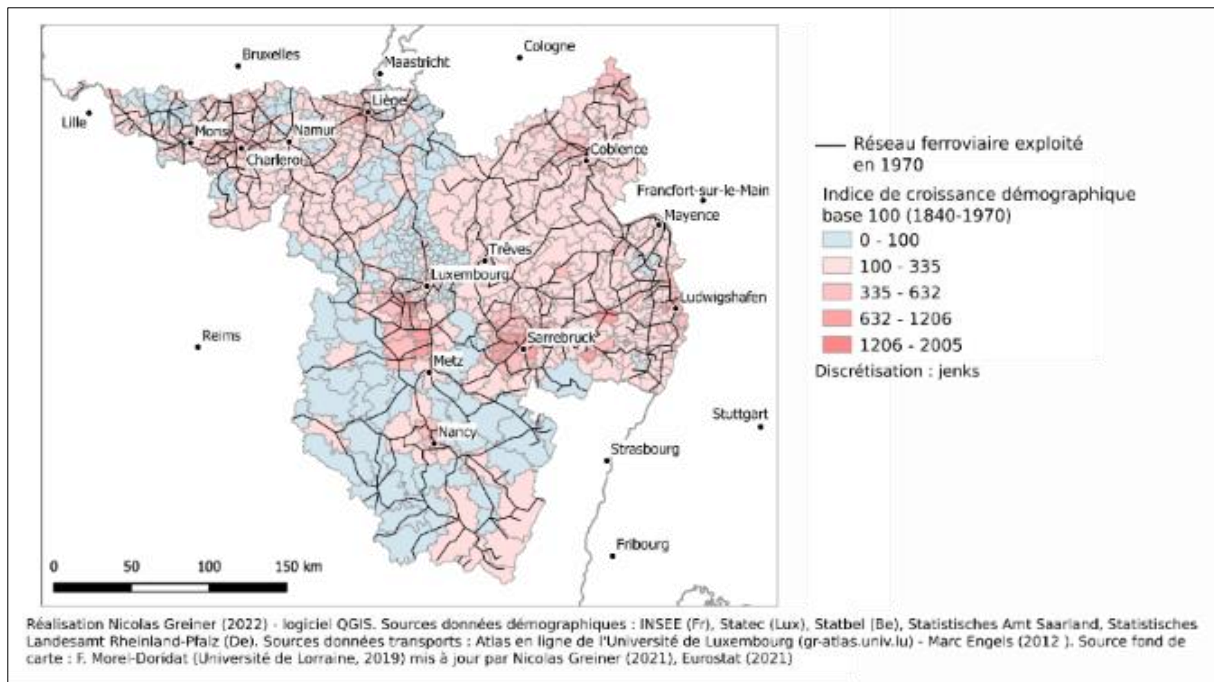 Bruxelles
Cologne
Maastricht
Lille
Liège
Mons
Namur
Charleroi
Coblence
Francfort-sur-le-Main
Mayence
Trêves
Luxembourg
Ludwigshafen
Reims
Sarrebruck
Metz
Stuttgart
Nancy
Strasbourg
Fribourg
0 50 100 150 km
Réseau ferroviaire exploité
en 1970
Indice de croissance démographique
base 100 (1840-1970)
0 - 100
100 - 335
335 - 632
632 - 1206
1206 - 2005
Discrétisation : jenks
Réalisation Nicolas Greiner (2022) - logiciel QGIS. Sources données démographiques : INSEE (Fr), Statec (Lux), Statbel (Be), Statistisches Amt Saarland, Statistisches
Landesamt Rheinland-Pfalz (De). Sources données transports : Atlas en ligne de l'Université de Luxembourg (gr-atlas.univ.lu) - Marc Engels (2012 ). Source fond de
carte : F. Morel-Doridat (Université de Lorraine, 2019) mis à jour par Nicolas Greiner (2021), Eurostat (2021)